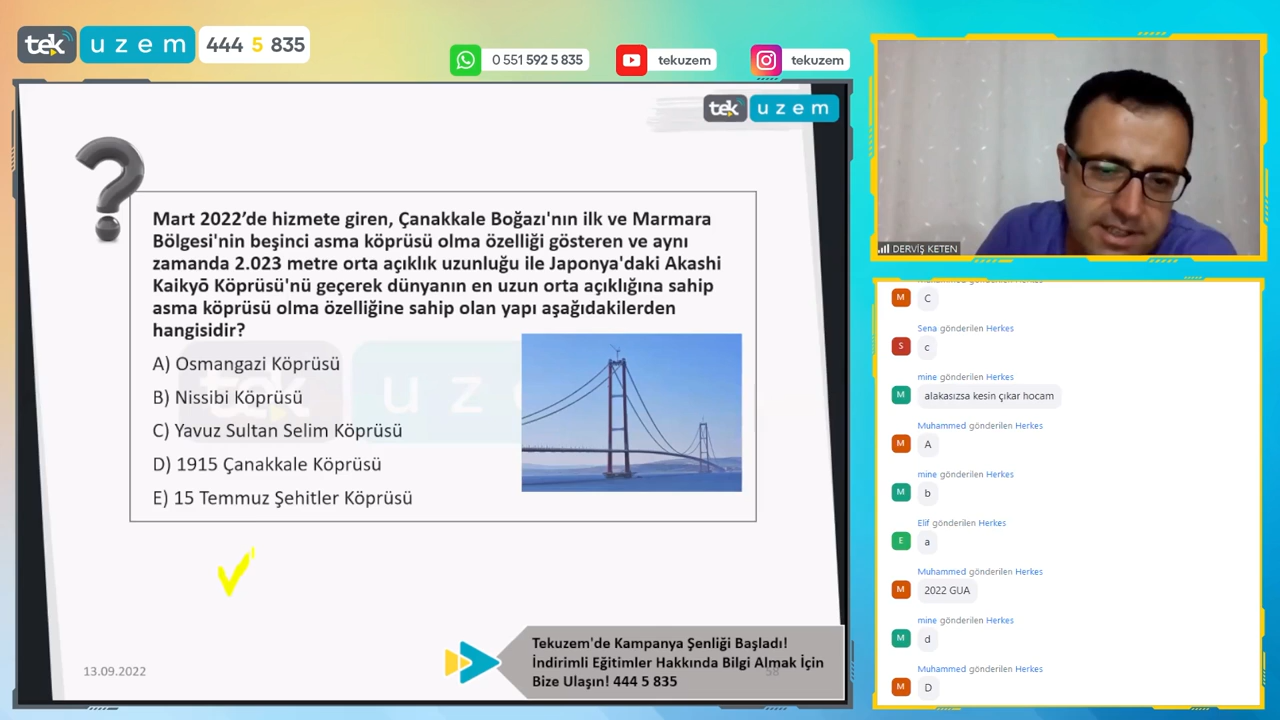 tek uzem 444 5 835
0 551 592 5 835
tekuzem
tekuzem
tek uzem
Mart 2022’de hizmete giren, Çanakkale Boğazı'nın ilk ve Marmara
Bölgesi'nin beşinci asma köprüsü olma özelliği gösteren ve aynı
zamanda 2.023 metre orta açıklık uzunluğu ile Japonya'daki Akashi
Kaikyō Köprüsü'nü geçerek dünyanın en uzun orta açıklığına sahip
asma köprüsü olma özelliğine sahip olan yapı aşağıdakilerden
hangisidir?
A) Osmangazi Köprüsü
B) Nissibi Köprüsü
C) Yavuz Sultan Selim Köprüsü
D) 1915 Çanakkale Köprüsü
E) 15 Temmuz Şehitler Köprüsü
13.09.2022
58
Tekuzem'de Kampanya Şenliği Başladı!
İndirimli Eğitimler Hakkında Bilgi Almak İçin
Bize Ulaşın! 444 5 835
DERVİŞ KETEN
Muhammed gönderilen Herkes
M C
Sena gönderilen Herkes
S c
mine gönderilen Herkes
M alakasızsa kesin çıkar hocam
Muhammed gönderilen Herkes
M A
mine gönderilen Herkes
M b
Elif gönderilen Herkes
E a
Muhammed gönderilen Herkes
M 2022 GUA
mine gönderilen Herkes
M d
Muhammed gönderilen Herkes
M D